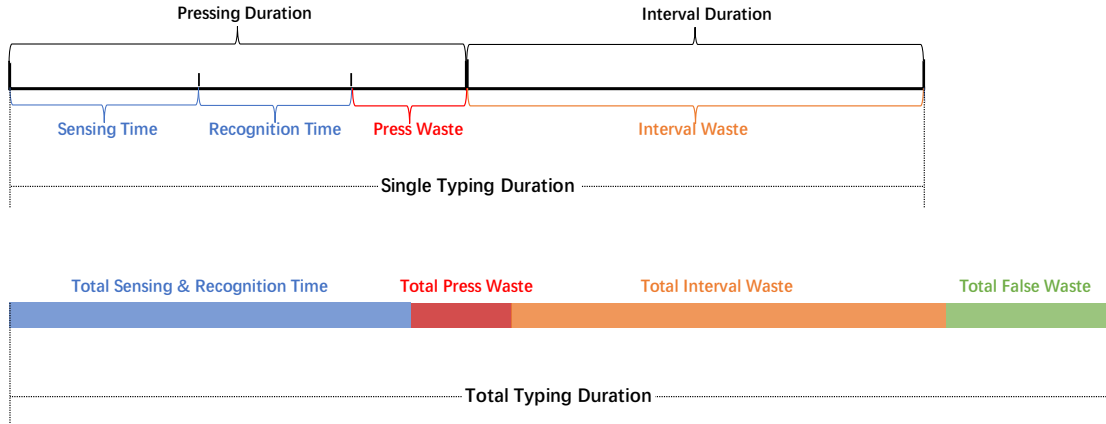 Pressing Duration
Interval Duration
Sensing Time
Recognition Time
Press Waste
Interval Waste
Single Typing Duration
Total Sensing & Recognition Time
Total Press Waste
Total Interval Waste
Total False Waste
Total Typing Duration